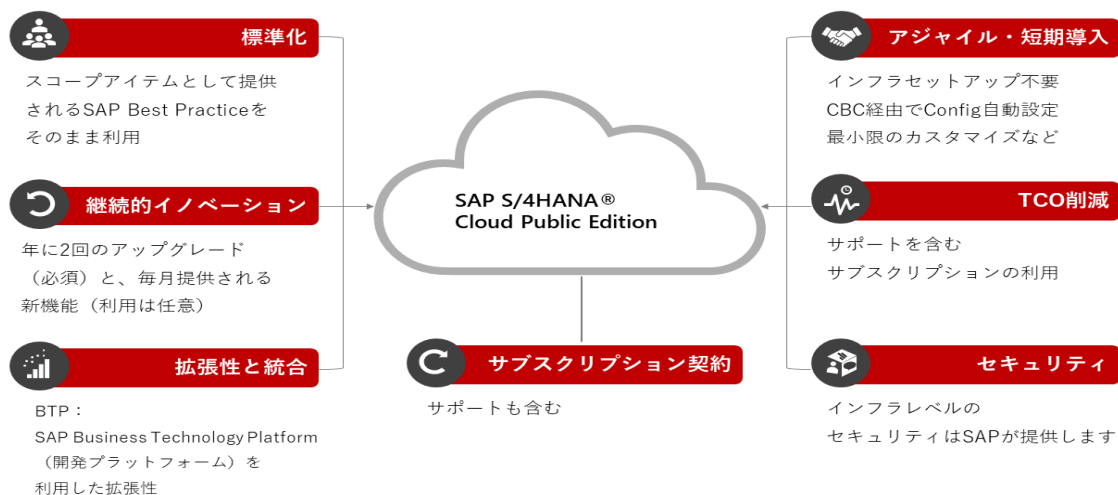 標準化
スコープアイテムとして提供
されるSAP Best Practiceを
そのまま利用
継続的イノベーション
年に2回のアップグレード
（必須）と、毎月提供される
新機能（利用は任意）
拡張性と統合
BTP：
SAP Business Technology Platform
（開発プラットフォーム）を
利用した拡張性
SAP S/4HANA®
Cloud Public Edition
サブスクリプション契約
サポートも含む
アジャイル・短期導入
インフラセットアップ不要
CBC経由でConfig自動設定
最小限のカスタマイズなど
TCO削減
サポートを含む
サブスクリプションの利用
セキュリティ
インフラレベルの
セキュリティはSAPが提供します